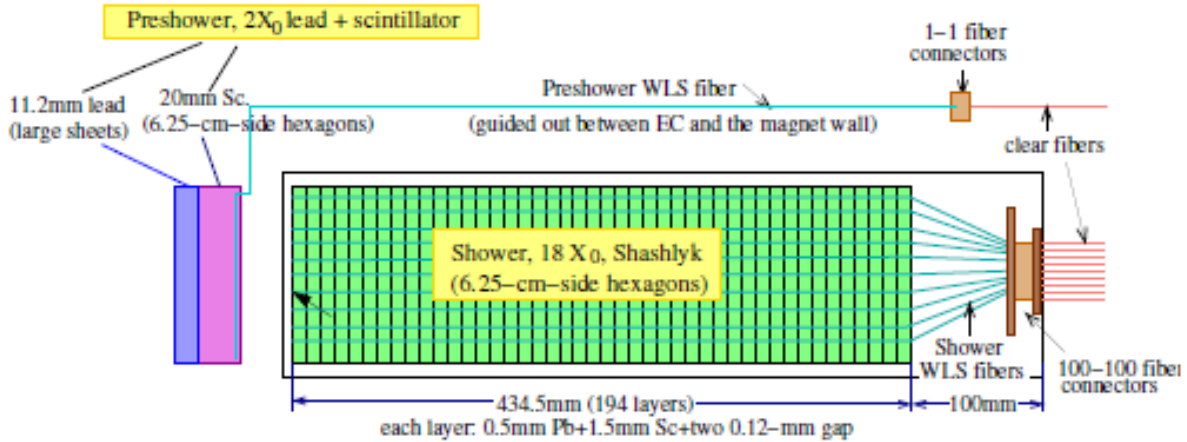 Preshower, 2X₀ lead + scintillator
1–1 fiber
connectors
11.2mm lead
(large sheets)
20mm Sc.
(6.25–cm–side hexagons)
Preshower WLS fiber
(guided out between EC and the magnet wall)
clear fibers
Shower, 18 X₀, Shashlyk
(6.25–cm–side hexagons)
Shower
WLS fibers
100–100 fiber
connectors
434.5mm (194 layers)
100mm
each layer: 0.5mm Pb+1.5mm Sc+two 0.12–mm gap